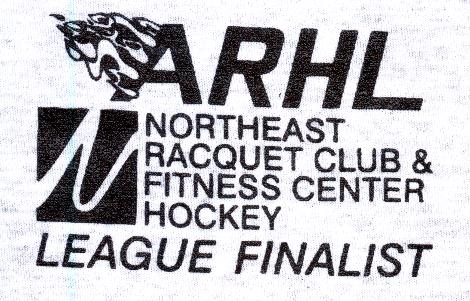 ARHL
NORTHEAST
RACQUET CLUB &
FITNESS CENTER
HOCKEY
LEAGUE FINALIST